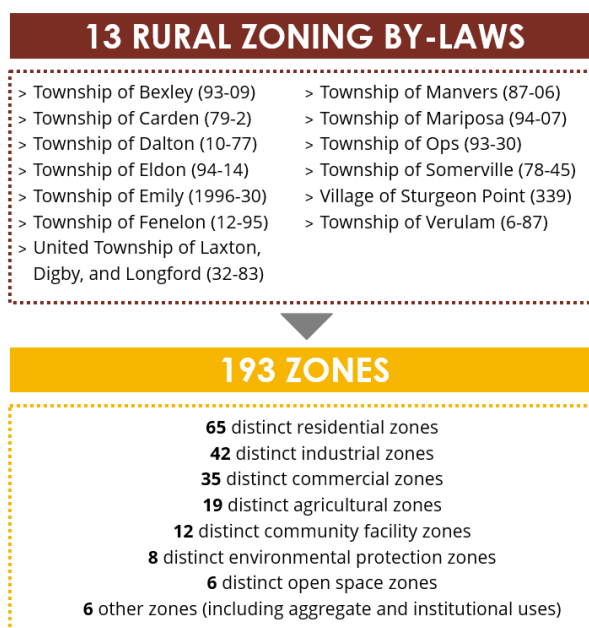 13 RURAL ZONING BY-LAWS
> Township of Bexley (93-09)
> Township of Carden (79-2)
> Township of Dalton (10-77)
> Township of Eldon (94-14)
> Township of Emily (1996-30)
> Township of Fenelon (12-95)
> United Township of Laxton,
Digby, and Longford (32-83)
> Township of Manvers (87-06)
> Township of Mariposa (94-07)
> Township of Ops (93-30)
> Township of Somerville (78-45)
> Village of Sturgeon Point (339)
> Township of Verulam (6-87)
193 ZONES
65 distinct residential zones
42 distinct industrial zones
35 distinct commercial zones
19 distinct agricultural zones
12 distinct community facility zones
8 distinct environmental protection zones
6 distinct open space zones
6 other zones (including aggregate and institutional uses)